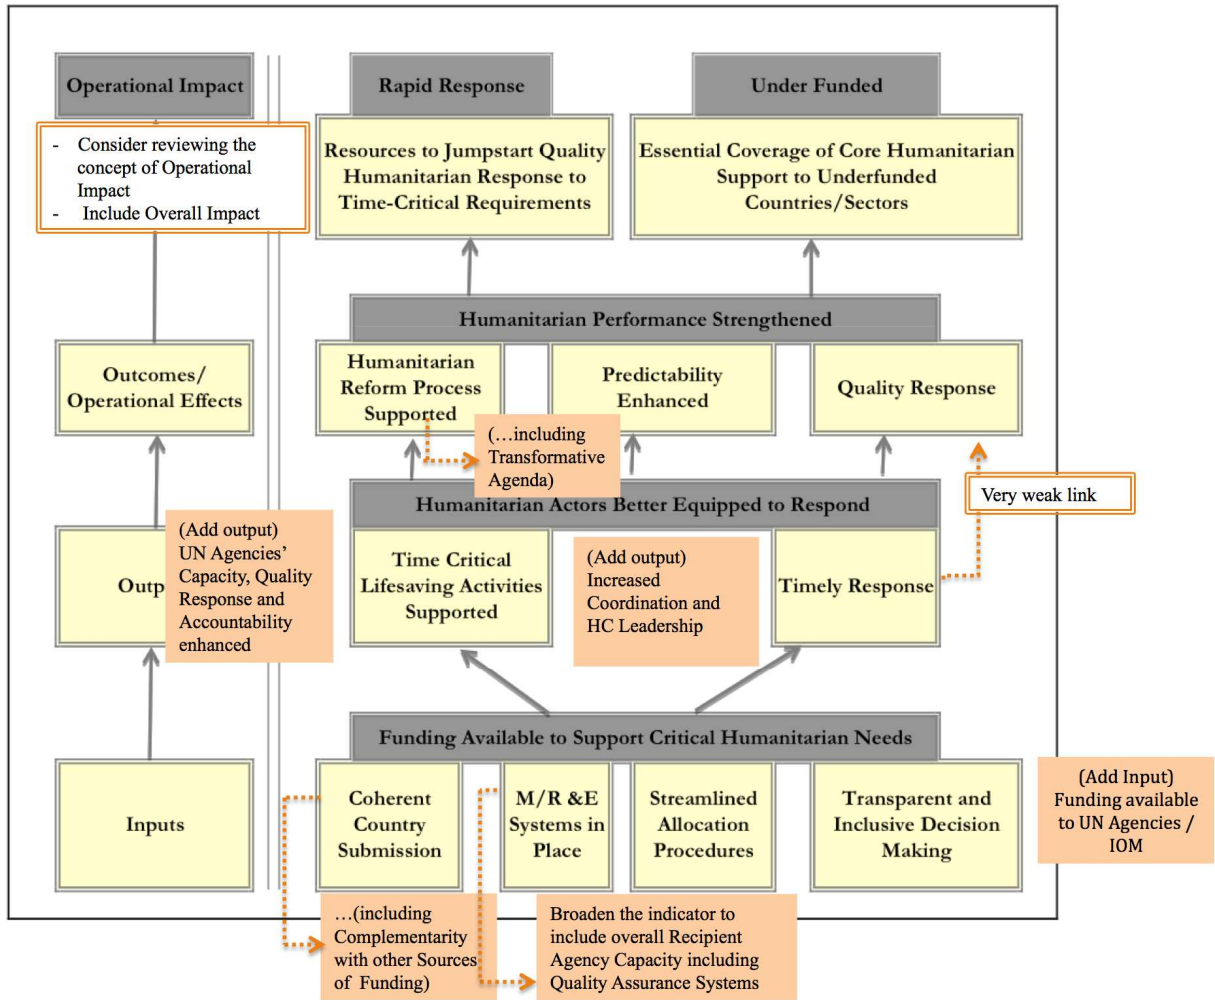 Operational Impact
Rapid Response
Under Funded
- Consider reviewing the
concept of Operational
Impact
- Include Overall Impact
Resources to Jumpstart Quality
Humanitarian Response to
Time-Critical Requirements
Essential Coverage of Core Humanitarian
Support to Underfunded
Countries/Sectors
Humanitarian Performance Strengthened
Outcomes/
Operational Effects
Humanitarian
Reform Process
Supported
Predictability
Enhanced
Quality Response
(…including
Transformative
Agenda)
Very weak link
Humanitarian Actors Better Equipped to Respond
Outp
(Add output)
UN Agencies’
Capacity, Quality
Response and
Accountability
enhanced
Time Critical
Lifesaving Activities
Supported
(Add output)
Increased
Coordination and
HC Leadership
Timely Response
Funding Available to Support Critical Humanitarian Needs
Inputs
Coherent
Country
Submission
M/R &E
Systems in
Place
Streamlined
Allocation
Procedures
Transparent and
Inclusive Decision
Making
(Add Input)
Funding available
to UN Agencies /
IOM
…(including
Complementarity
with other Sources
of Funding)
Broaden the indicator to
include overall Recipient
Agency Capacity including
Quality Assurance Systems